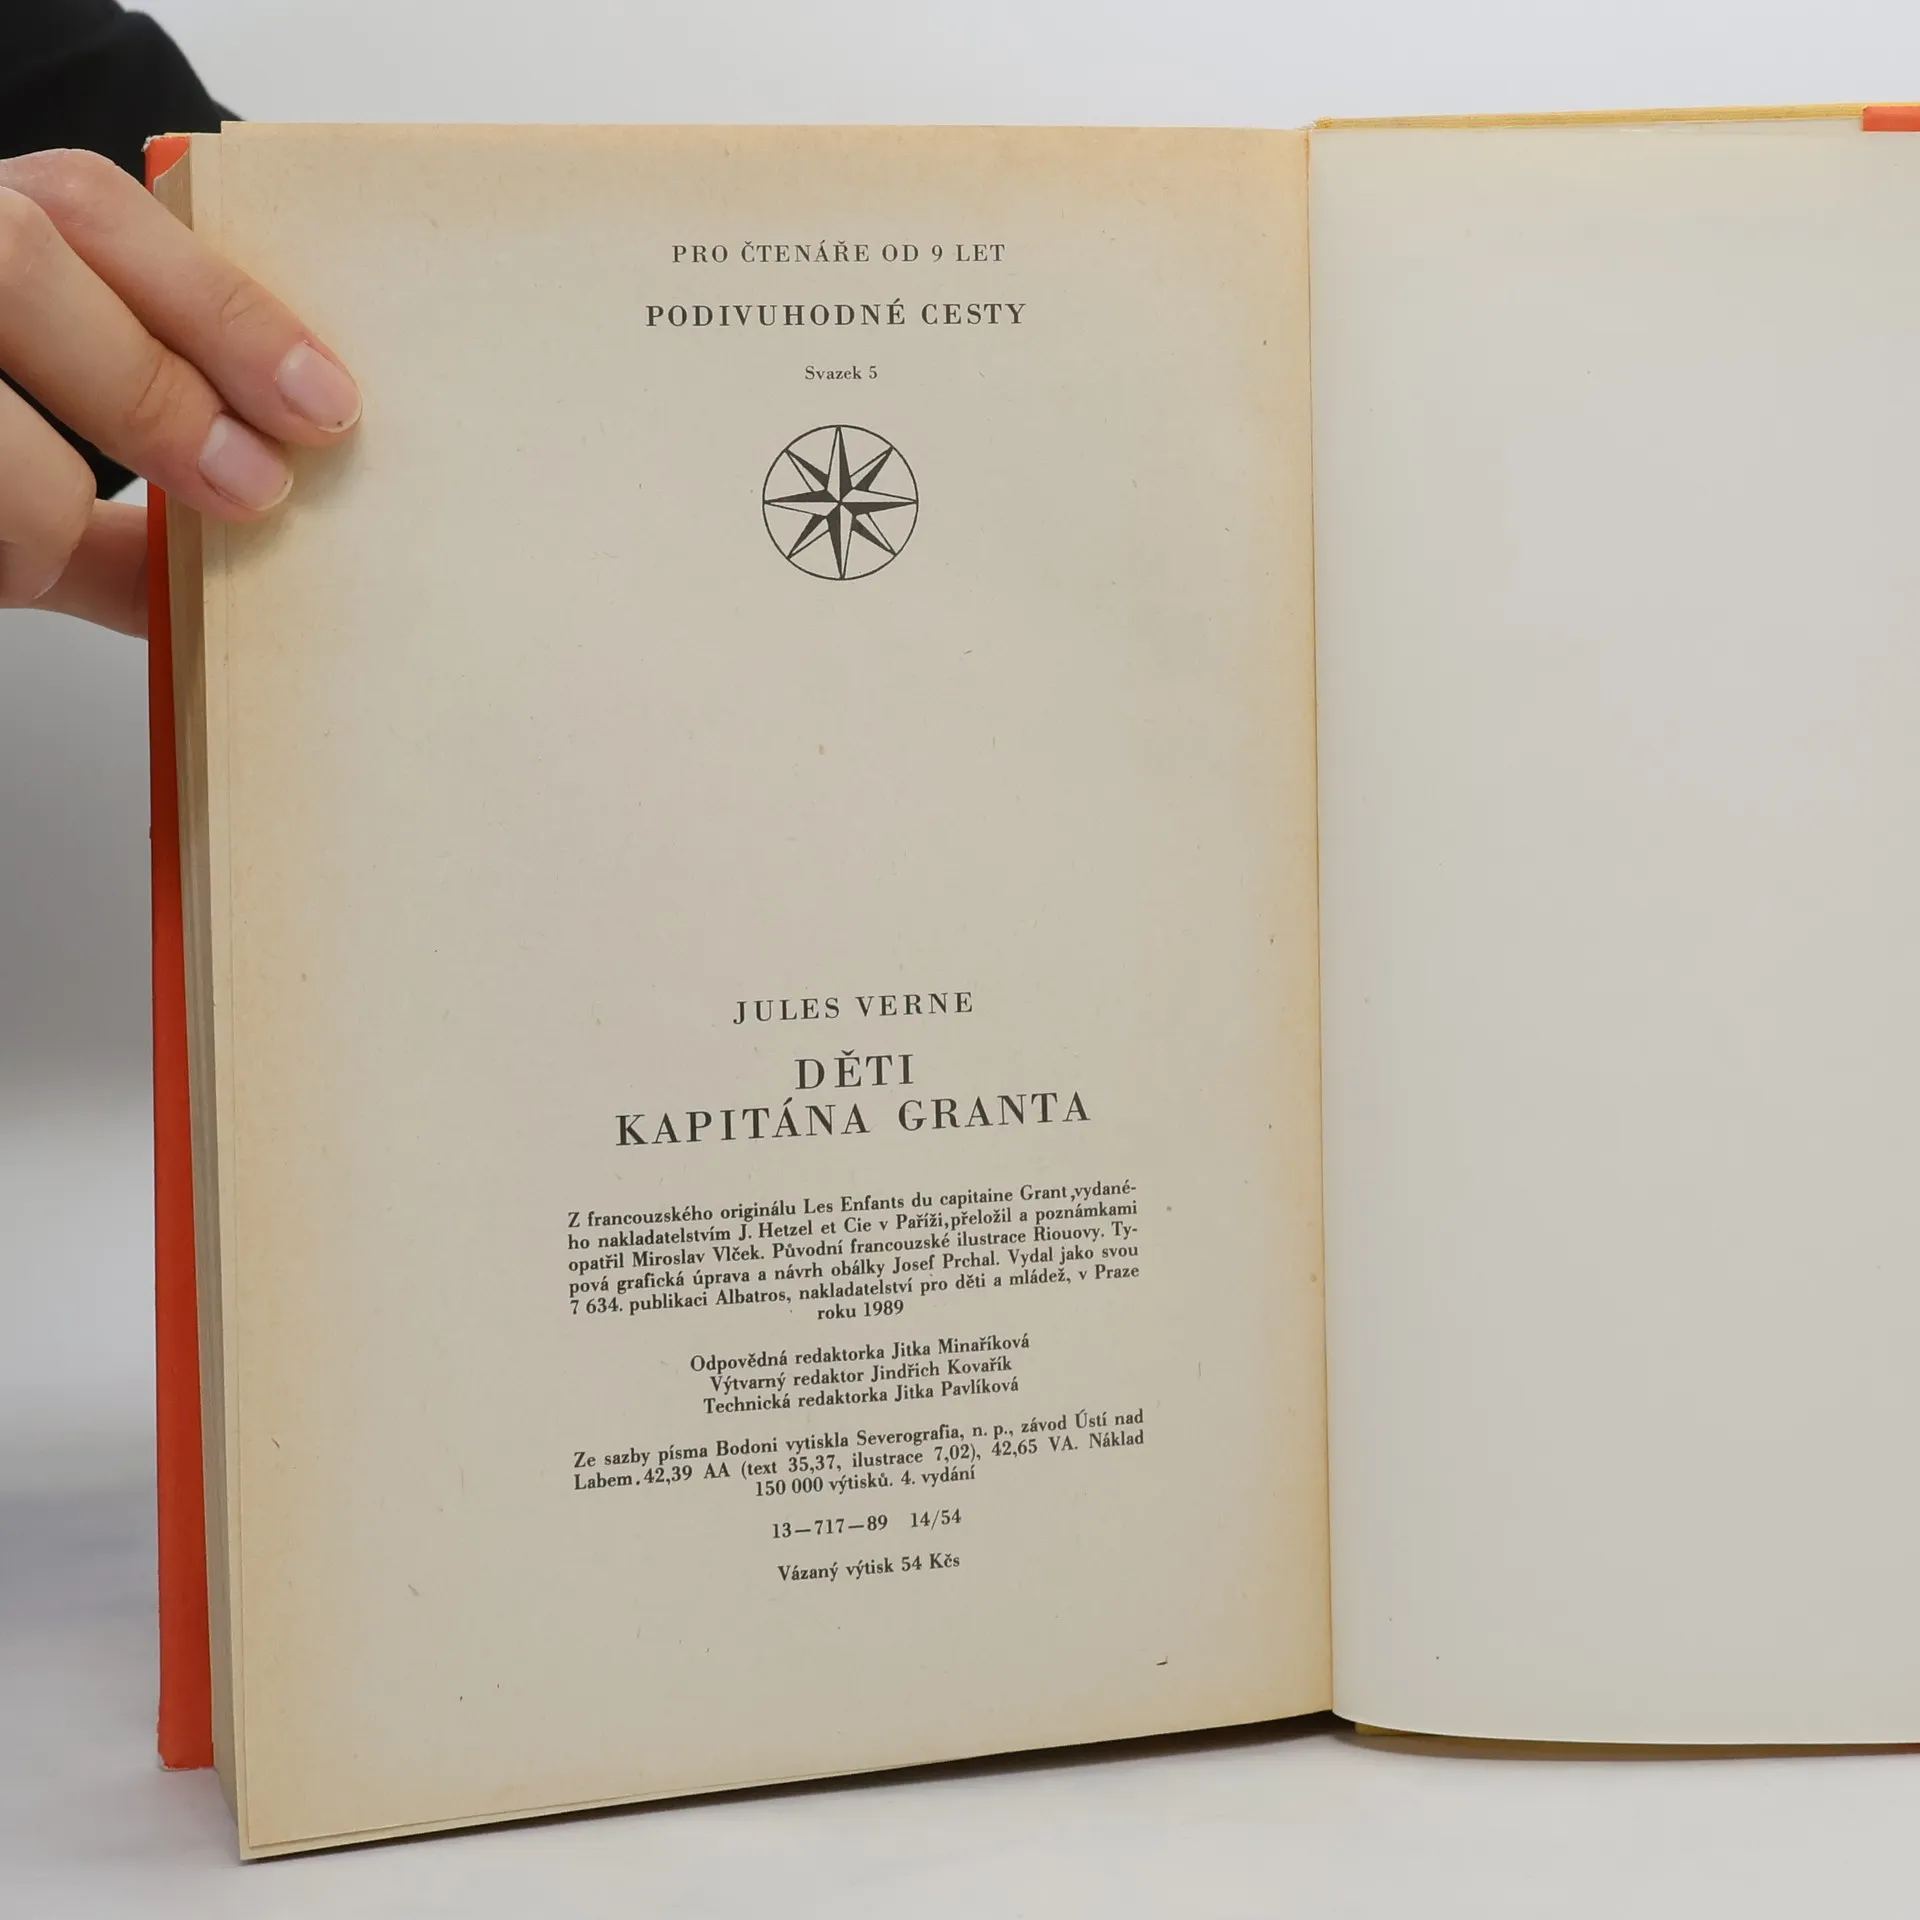 PRO ČTENÁŘE OD 9 LET
PODIVUHODNÉ CESTY
Svazek 5
JULES VERNE
DĚTI
KAPITÁNA GRANTA
Z francouzského originálu Les Enfants du capitaine Grant,vydané-
ho nakladatelstvím J. Hetzel et Cie v Paříži,přeložil a poznámkami
opatřil Miroslav Vlček. Původní francouzské ilustrace Riouovy. Ty-
pová grafická úprava a návrh obálky Josef Prchal. Vydal jako svou
7 634. publikaci Albatros, nakladatelství pro děti a mládež, v Praze
roku 1989
Odpovědná redaktorka Jitka Minaříková
Výtvarný redaktor Jindřich Kovařík
Technická redaktorka Jitka Pavlíková
Ze sazby písma Bodoni vytiskla Severografia, n. p., závod Ústí nad
Labem.42,39 AA (text 35,37, ilustrace 7,02), 42,65 VA. Náklad
150 000 výtisků. 4. vydání
13—717—89 14/54
Vázaný výtisk 54 Kčs